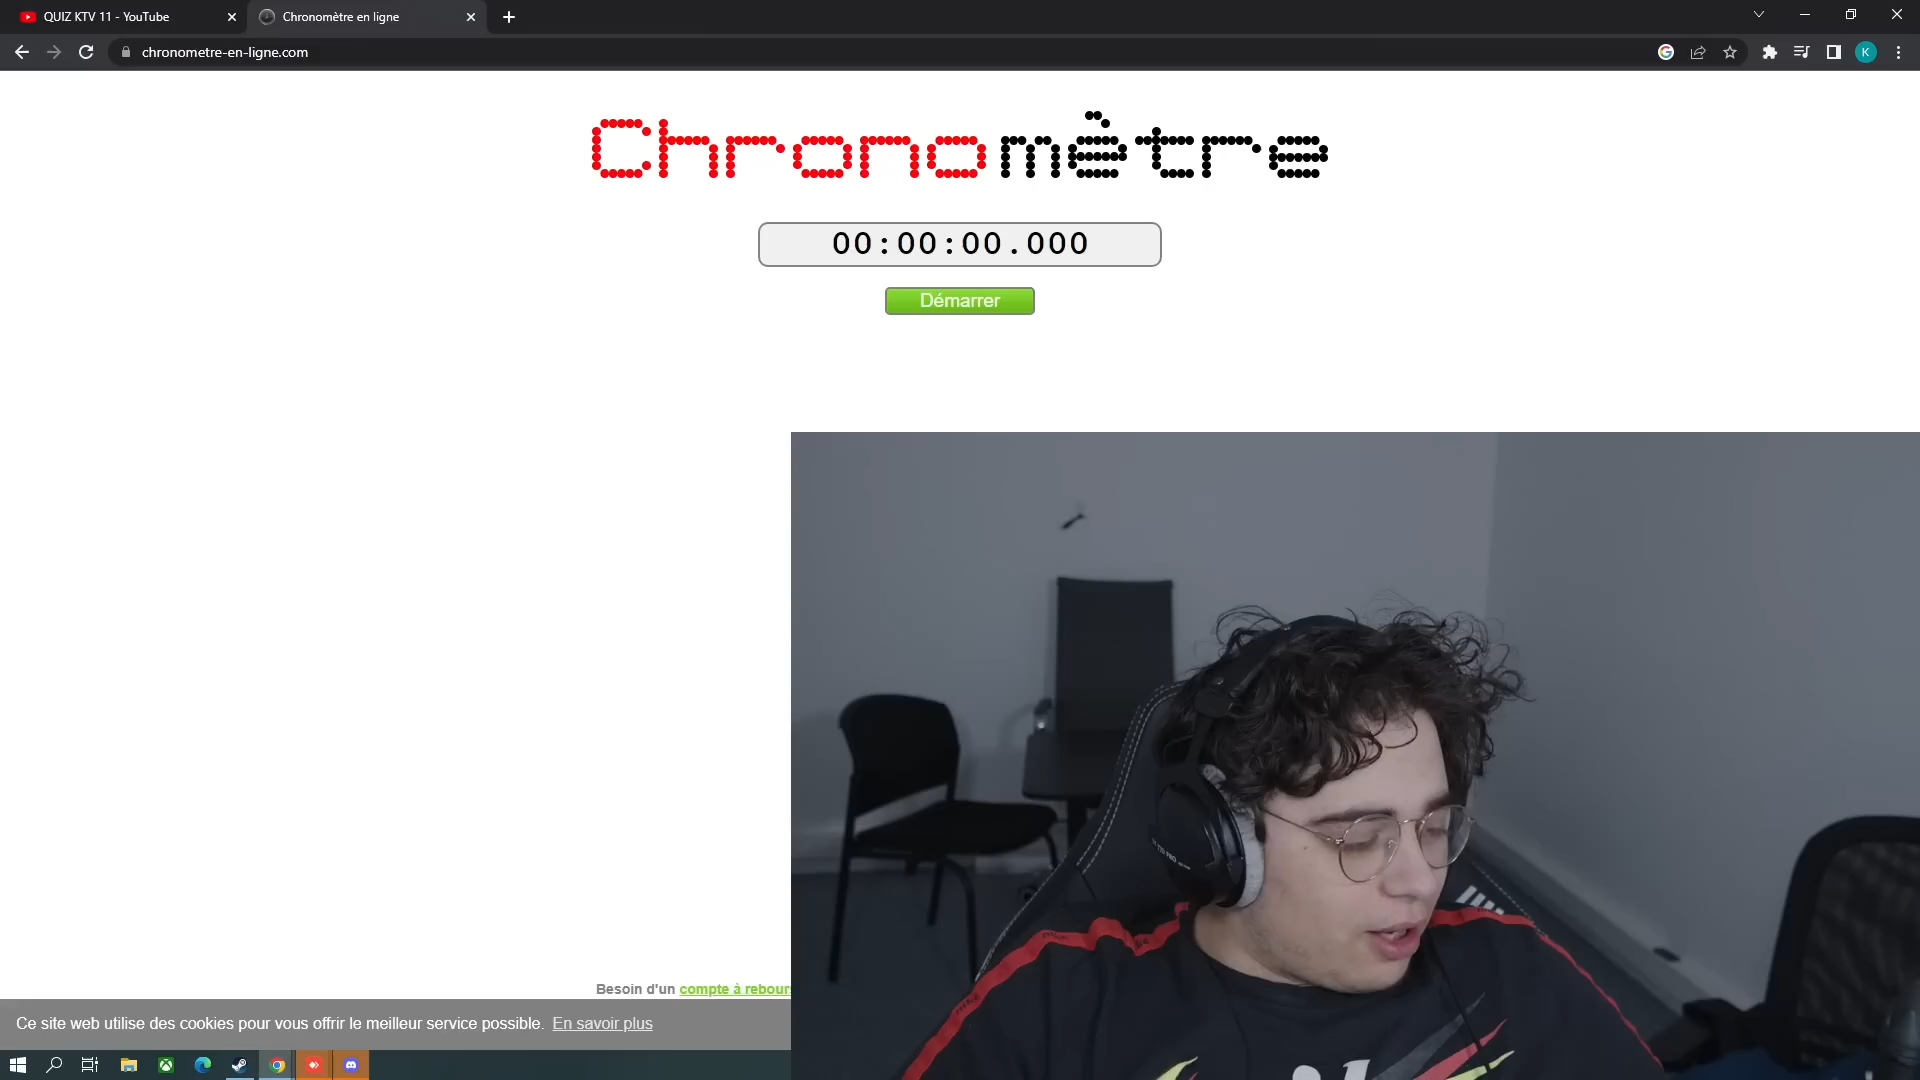 QUIZ KTV 11 - YouTube
Chronomètre en ligne
chronometre-en-ligne.com
K
Chronomètre
00:00:00.000
Démarrer
Besoin d'un compte à rebours
Ce site web utilise des cookies pour vous offrir le meilleur service possible. En savoir plus